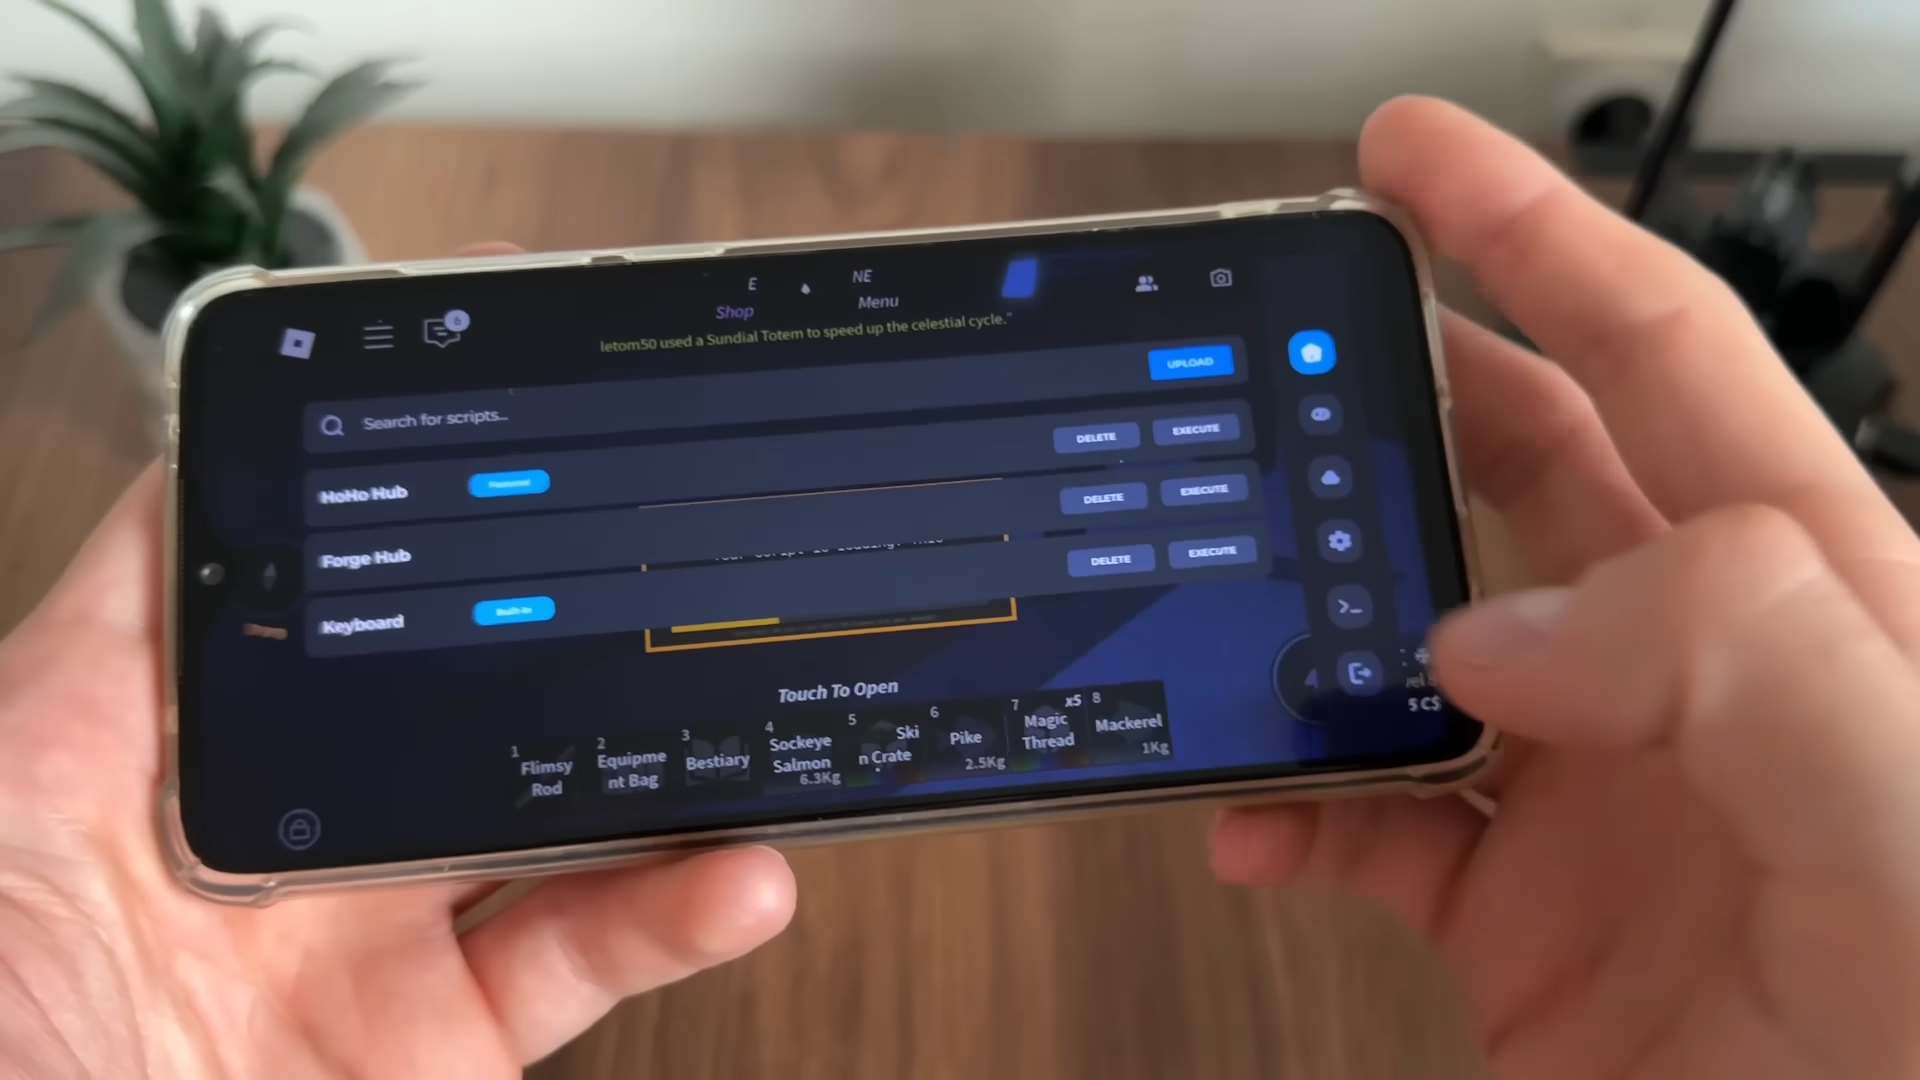 E
NE
Shop
Menu
6
letom50 used a Sundial Totem to speed up the celestial cycle."
Search for scripts...
UPLOAD
HoHo Hub
DELETE
EXECUTE
Forge Hub
DELETE
EXECUTE
Keyboard
Built-In
DELETE
EXECUTE
Touch To Open
1
Flimsy
Rod
2
Equipme
nt Bag
3
Bestiary
4
Sockeye
Salmon
6.3Kg
5
Ski
n Crate
6
Pike
2.5Kg
7
x5
Magic
Thread
8
Mackerel
1Kg
5 C$